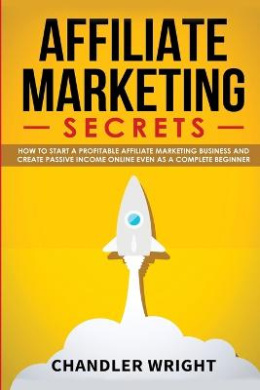 AFFILIATE
MARKETING
SECRETS
HOW TO START A PROFITABLE AFFILIATE MARKETING BUSINESS AND
CREATE PASSIVE INCOME ONLINE EVEN AS A COMPLETE BEGINNER
CHANDLER WRIGHT